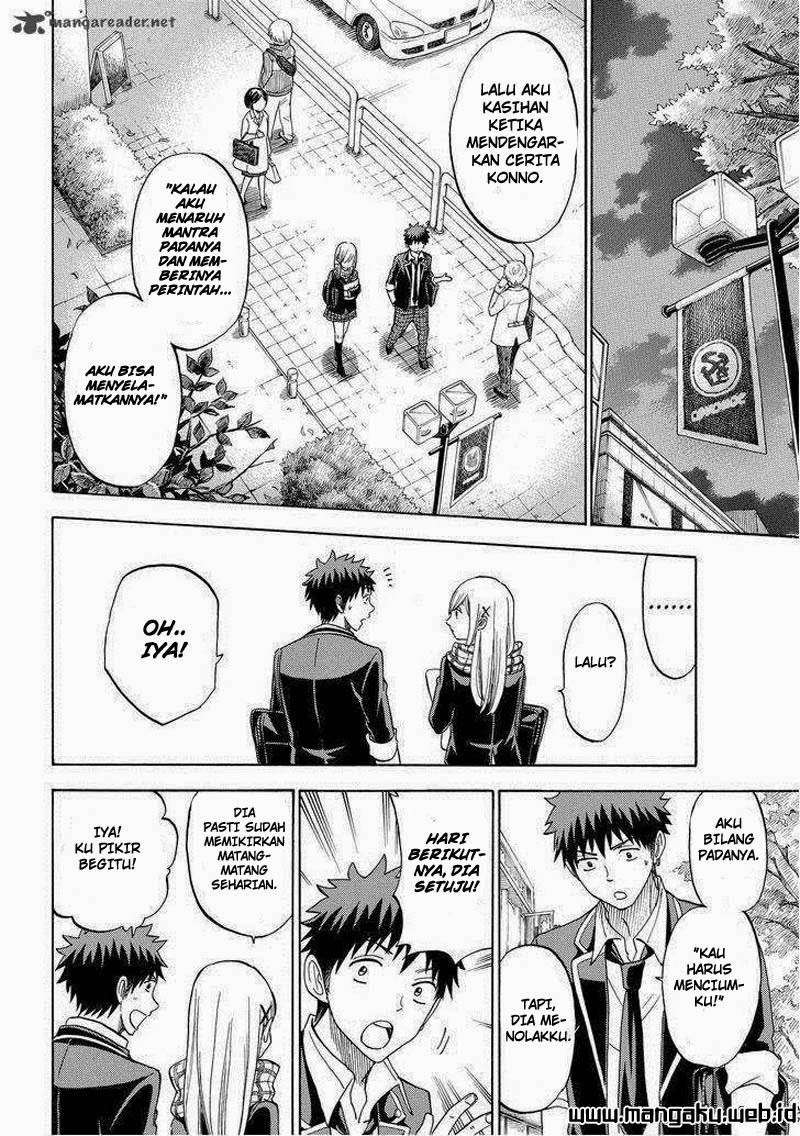 mangareader.net
LALU AKU
KASIHAN
KETIKA
MENDENGAR-
KAN CERITA
KONNO.
"KALAU
AKU
MENARUH
MANTRA
PADANYA
DAN MEM-
BERINYA
PERINTAH...
AKU BISA
MENYELA-
MATKANNYA!"
.......
LALU?
OH..
IYA!
AKU
BILANG
PADANYA.
"KAU
HARUS
MENCIUM-
KU!"
TAPI,
DIA ME-
NOLAKKU.
HARI
BERIKUT-
NYA, DIA
SETUJU!
DIA
PASTI SUDAH
MEMIKIRKAN
MATANG-
MATANG
SEHARIAN.
IYA!
KU PIKIR
BEGITU!
www.mangaku.web.id